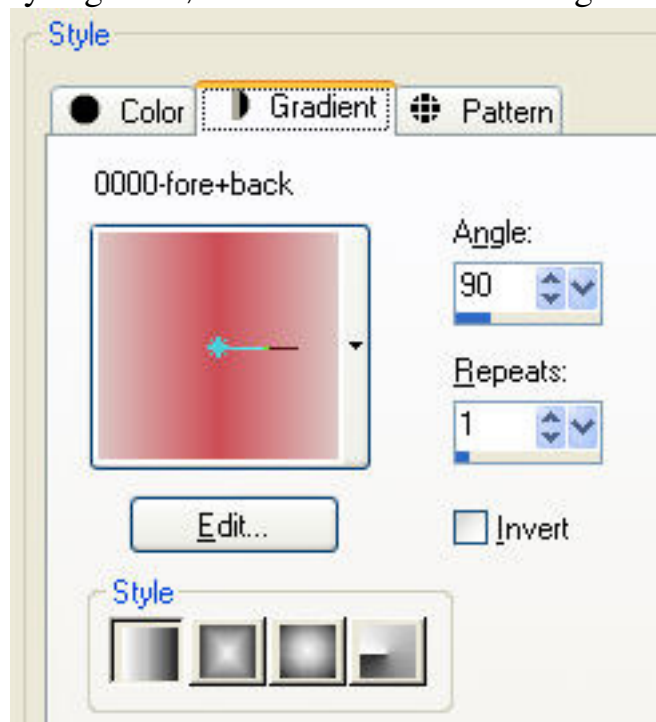 Style
Color Gradient Pattern
0000-fore+back
Angle:
90
Repeats:
1
Edit...
Invert
Style